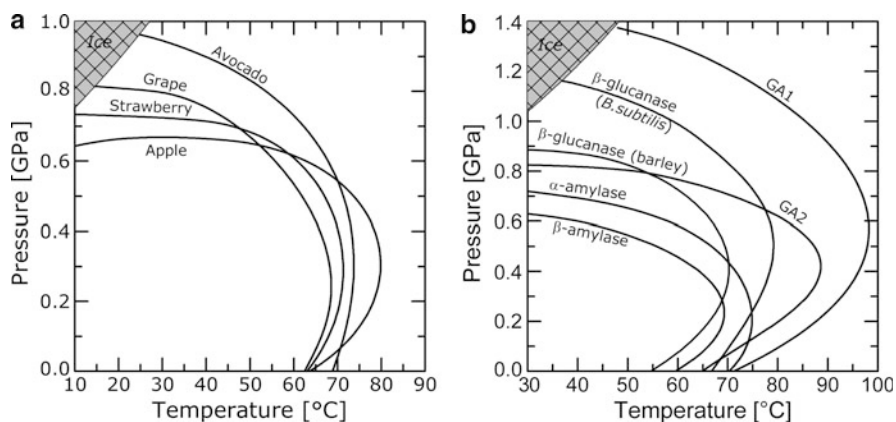 a
Pressure [GPa]
1.0
0.8
0.6
0.4
0.2
0.0
Ice
Avocado
Grape
Strawberry
Apple
10 20 30 40 50 60 70 80 90
Temperature [°C]
b
Pressure [GPa]
1.4
1.2
1.0
0.8
0.6
0.4
0.2
0.0
Ice
GA1
β-glucanase
(B.subtilis)
β-glucanase (barley)
GA2
α-amylase
β-amylase
30 40 50 60 70 80 90 100
Temperature [°C]